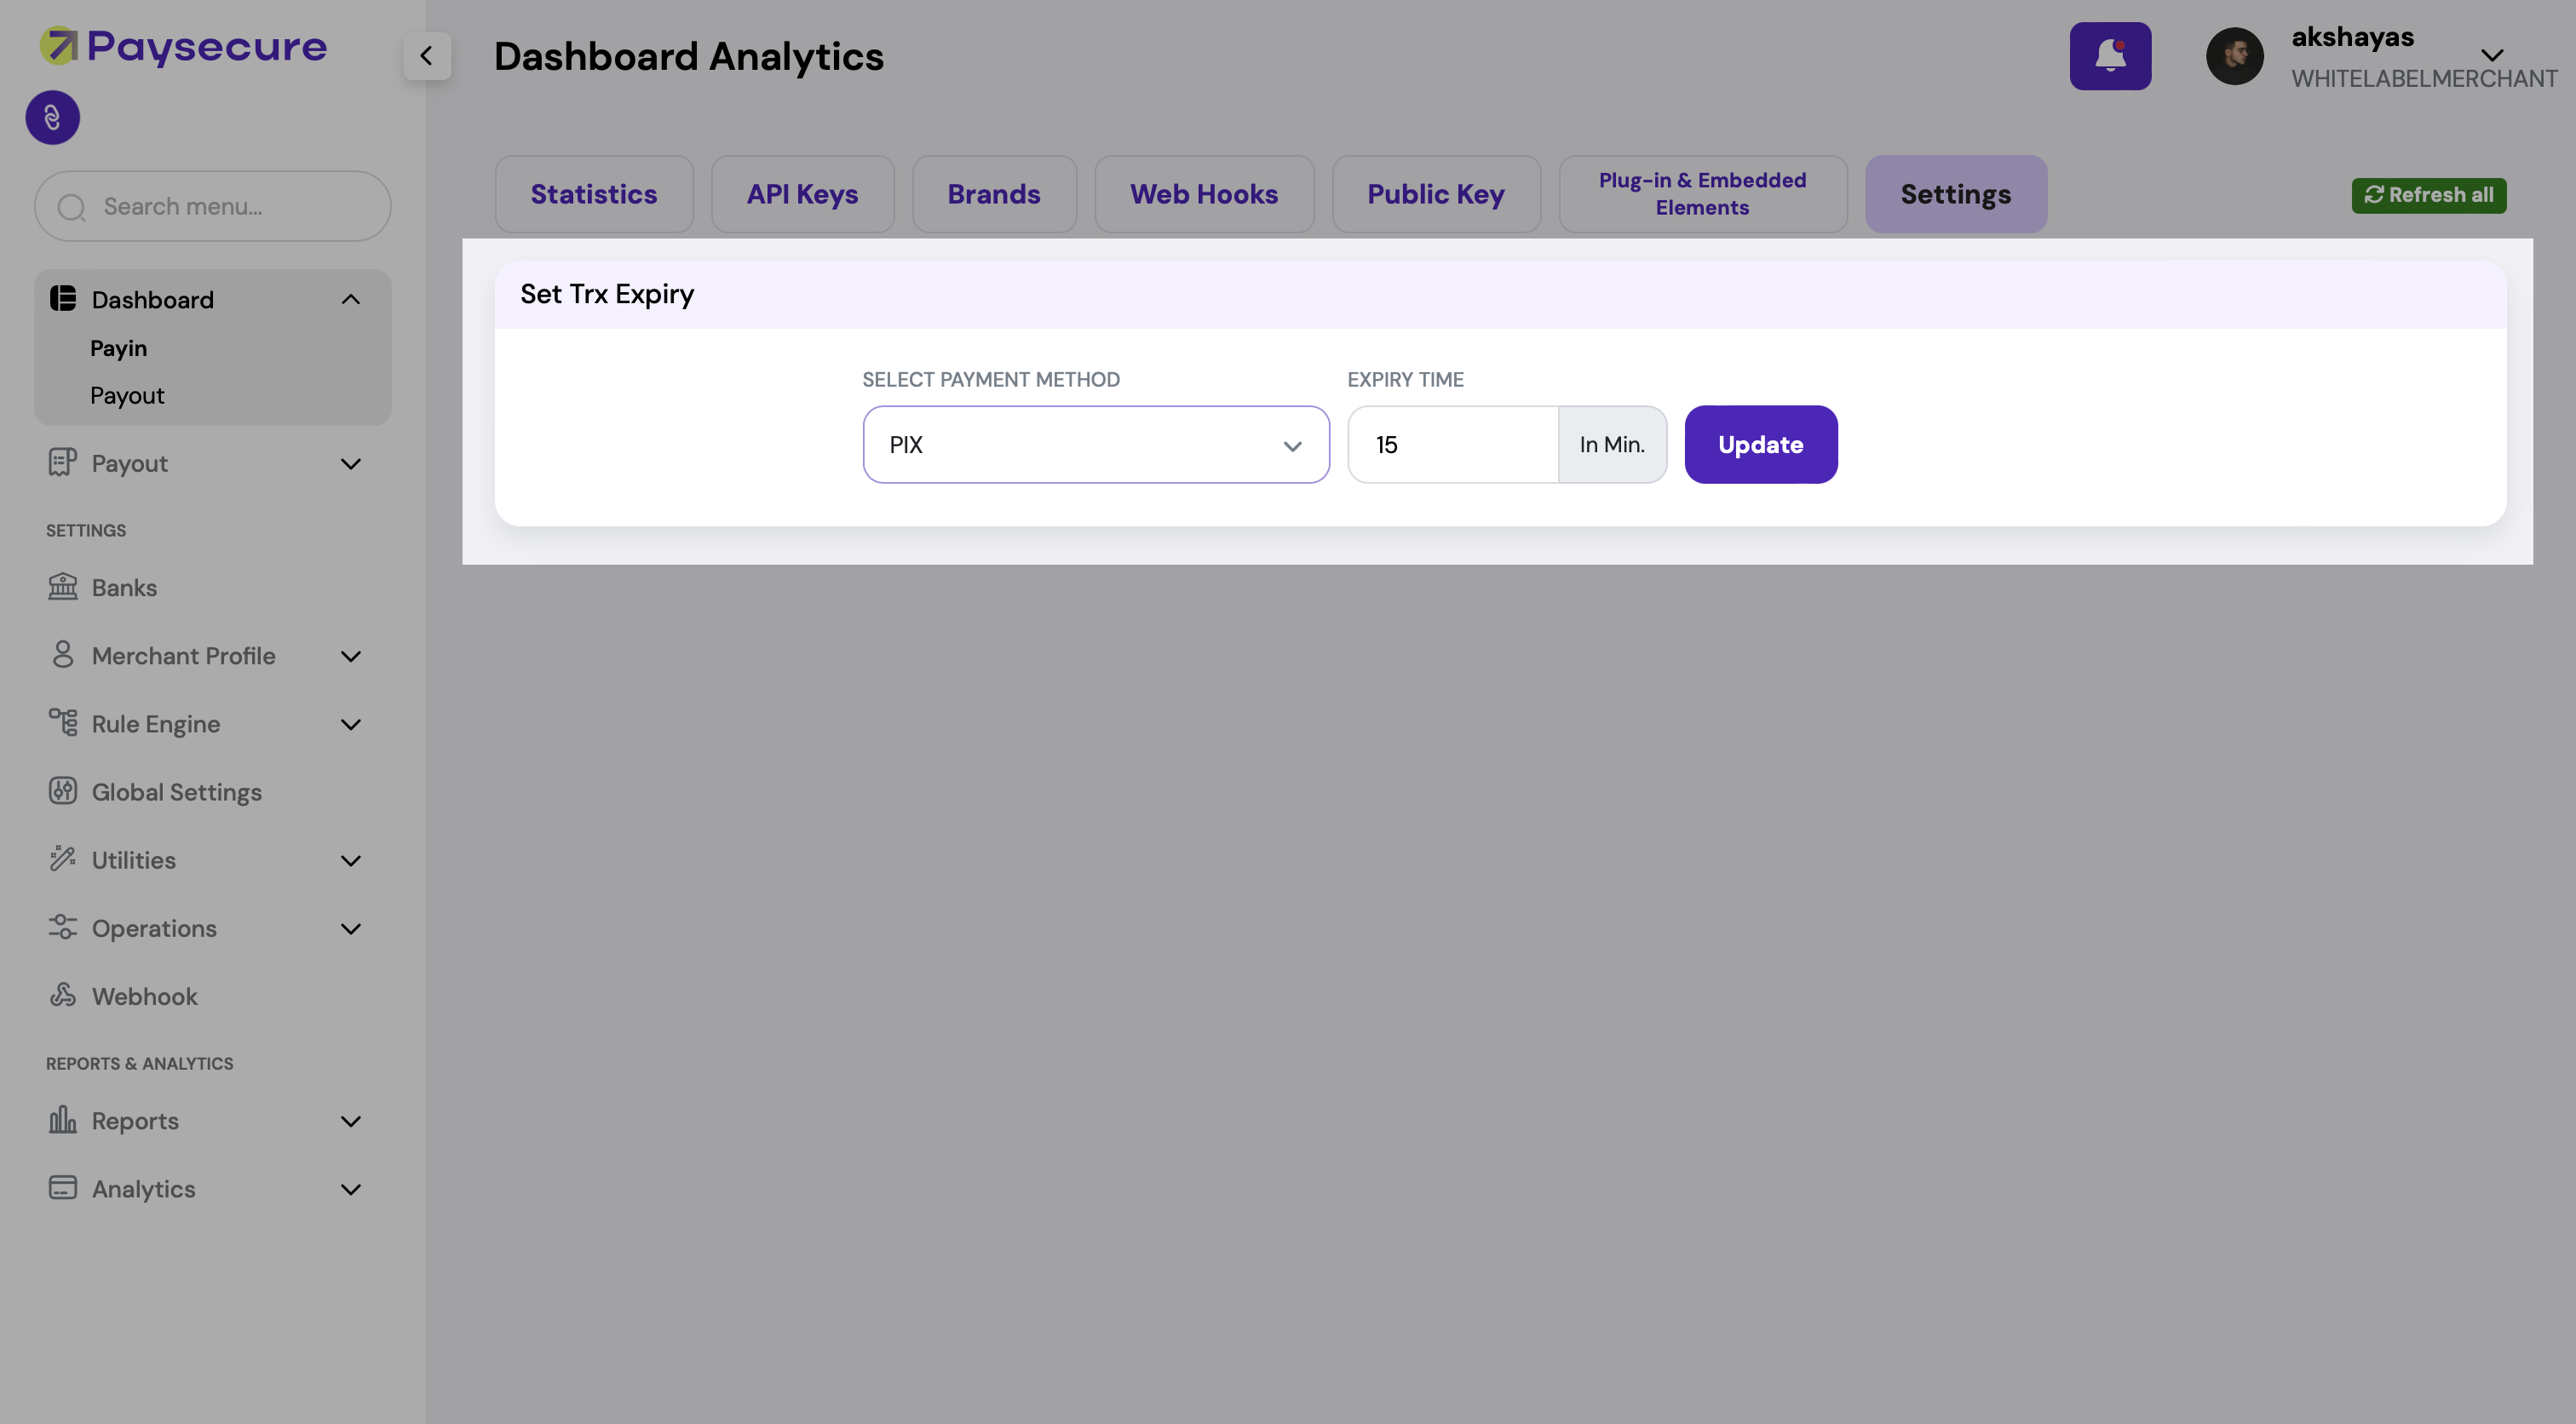 Paysecure
Dashboard Analytics
akshayas
WHITELABELMERCHANT
Search menu...
Dashboard
Payin
Payout
Payout
SETTINGS
Banks
Merchant Profile
Rule Engine
Global Settings
Utilities
Operations
Webhook
REPORTS & ANALYTICS
Reports
Analytics
Statistics
API Keys
Brands
Web Hooks
Public Key
Plug-in & Embedded
Elements
Settings
Refresh all
Set Trx Expiry
SELECT PAYMENT METHOD
EXPIRY TIME
PIX
15
In Min.
Update